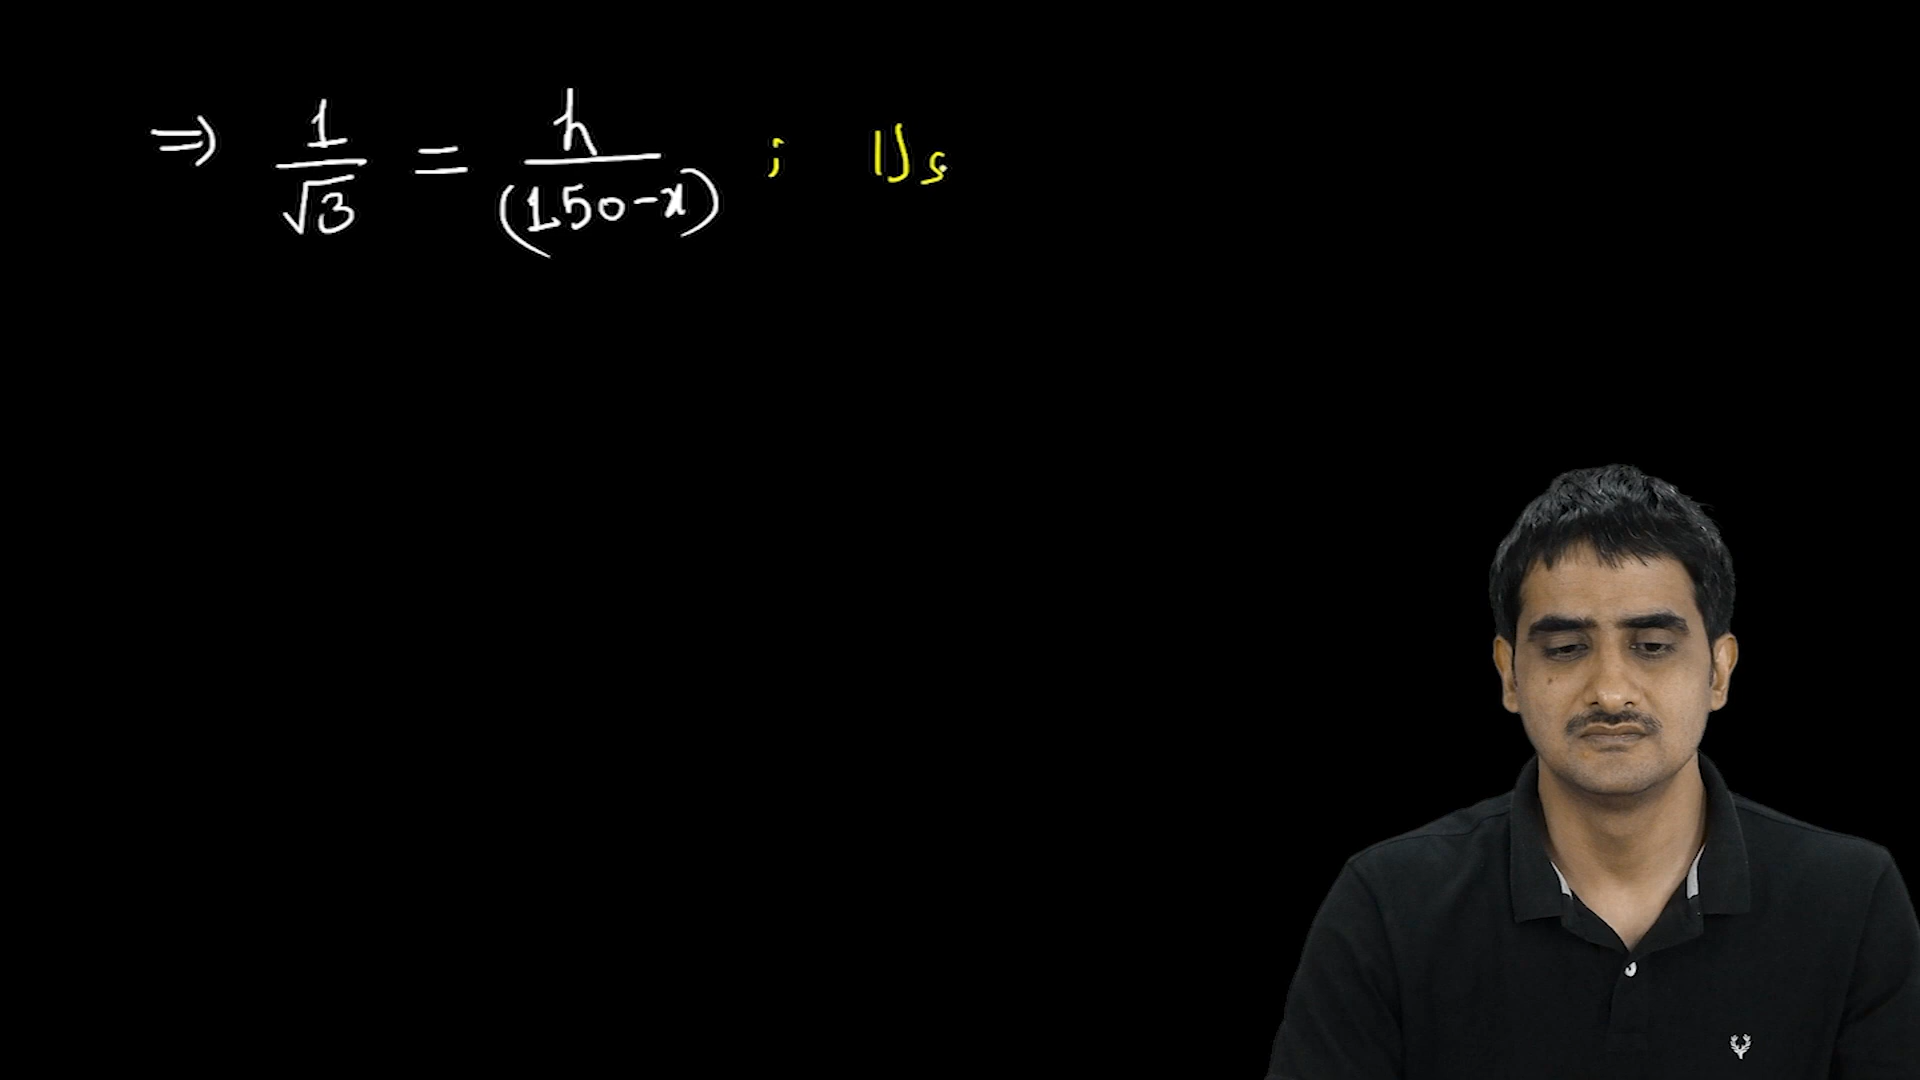 ⇒ 1/√3 = h/(150-x) ; Us